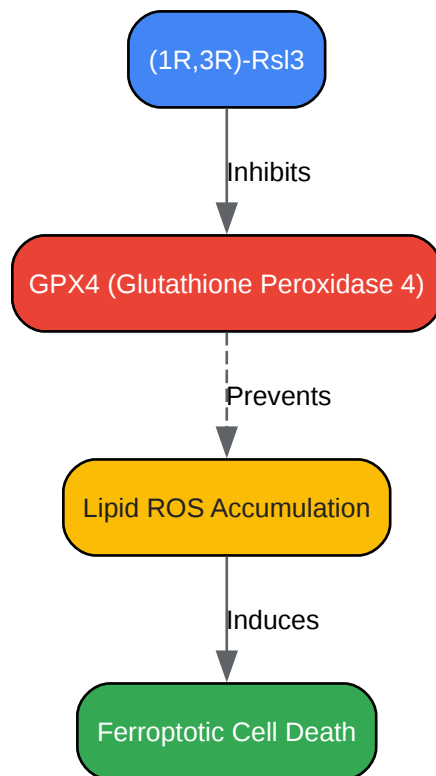 (1R,3R)-Rsl3
Inhibits
GPX4 (Glutathione Peroxidase 4)
Prevents
Lipid ROS Accumulation
Induces
Ferroptotic Cell Death